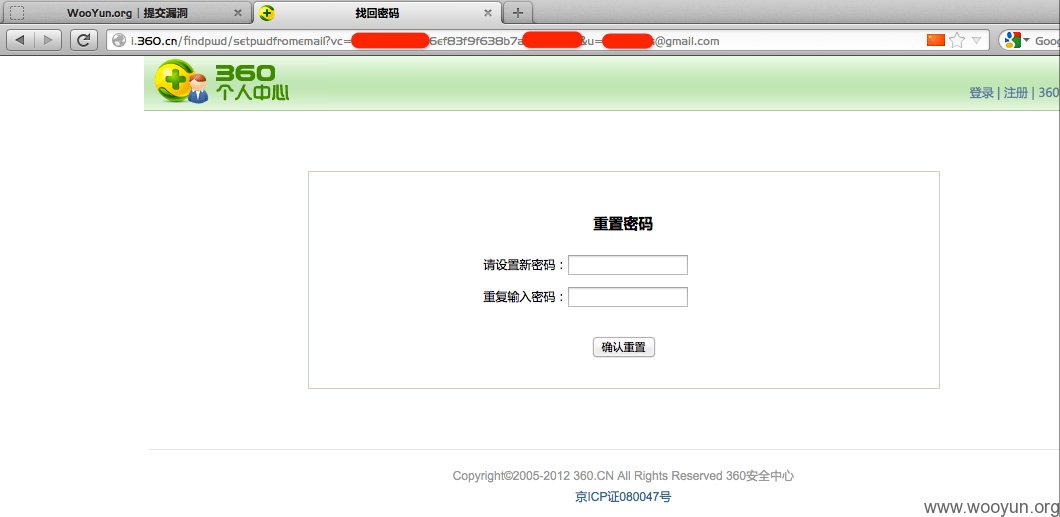 WooYun.org | 提交漏洞
找回密码
i.360.cn/findpwd/setpwdfromemail?vc=6ef83f9f638b7a&u=@gmail.com
Goog
360
个人中心
登录 | 注册 | 360
重置密码
请设置新密码：
重复输入密码：
确认重置
Copyright©2005-2012 360.CN All Rights Reserved 360安全中心
京ICP证080047号
www.wooyun.org